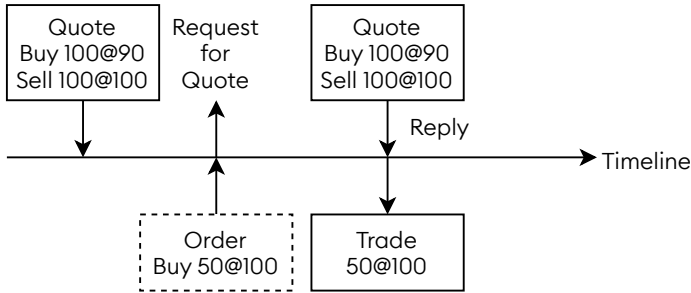 Quote
Buy 100@90
Sell 100@100
Request
for
Quote
Quote
Buy 100@90
Sell 100@100
Reply
Timeline
Order
Buy 50@100
Trade
50@100